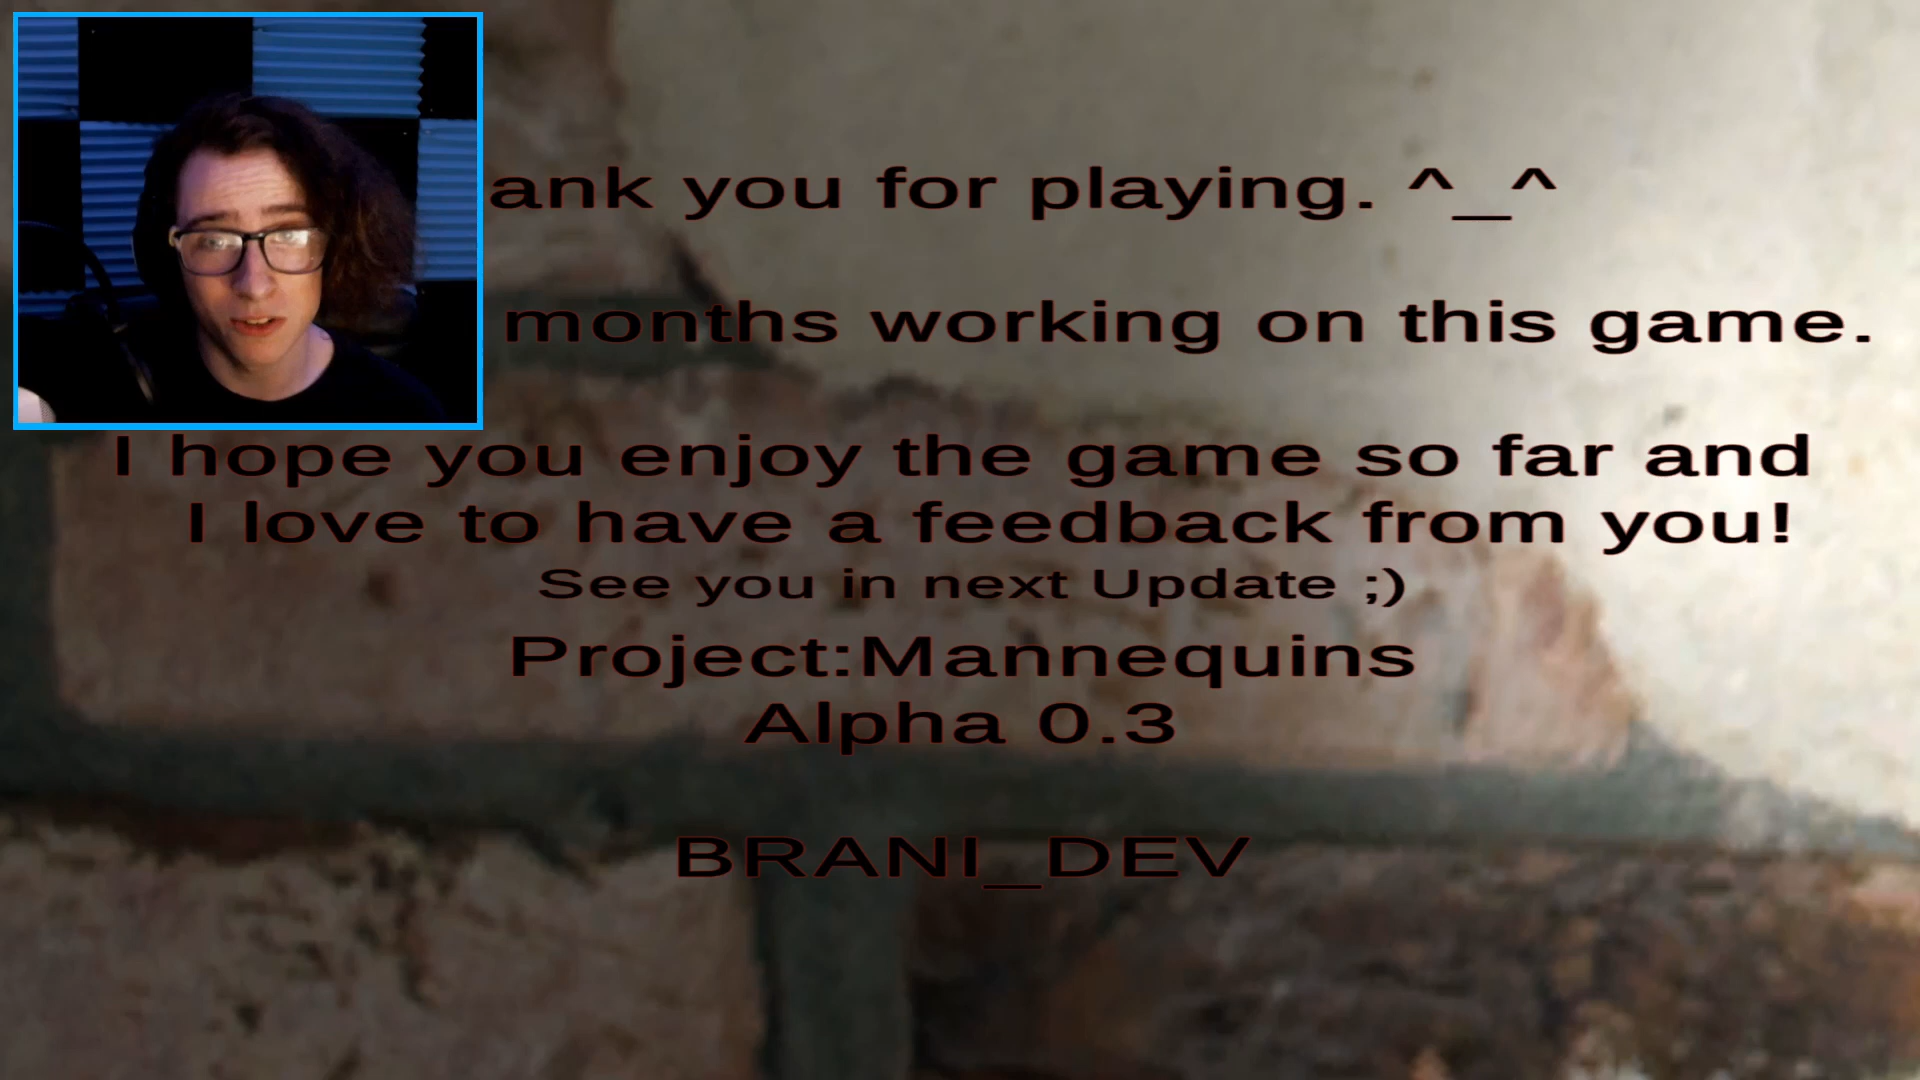 ank you for playing. ^_^
months working on this game.
I hope you enjoy the game so far and
I love to have a feedback from you!
See you in next Update ;)
Project:Mannequins
Alpha 0.3
BRANI_DEV